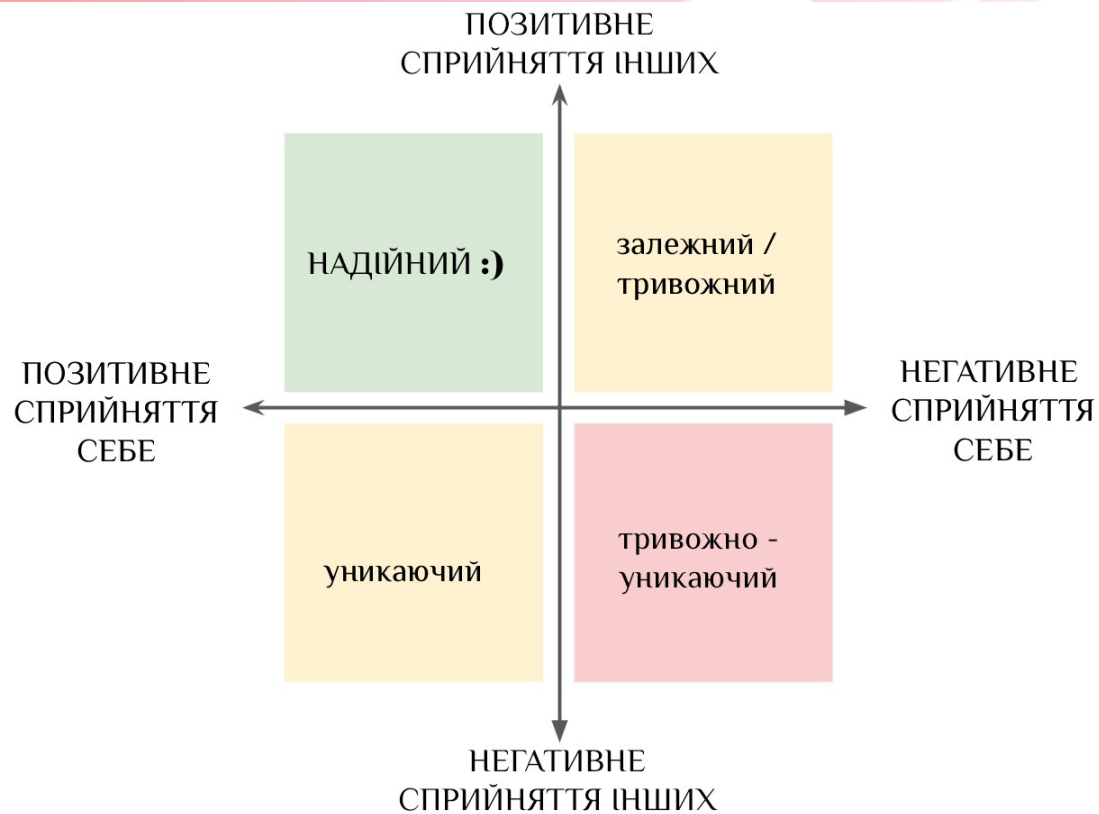 ПОЗИТИВНЕ
СПРИЙНЯТТЯ ІНШИХ
НАДІЙНИЙ :)
залежний /
тривожний
ПОЗИТИВНЕ
СПРИЙНЯТТЯ
СЕБЕ
НЕГАТИВНЕ
СПРИЙНЯТТЯ
СЕБЕ
уникаючий
тривожно -
уникаючий
НЕГАТИВНЕ
СПРИЙНЯТТЯ ІНШИХ